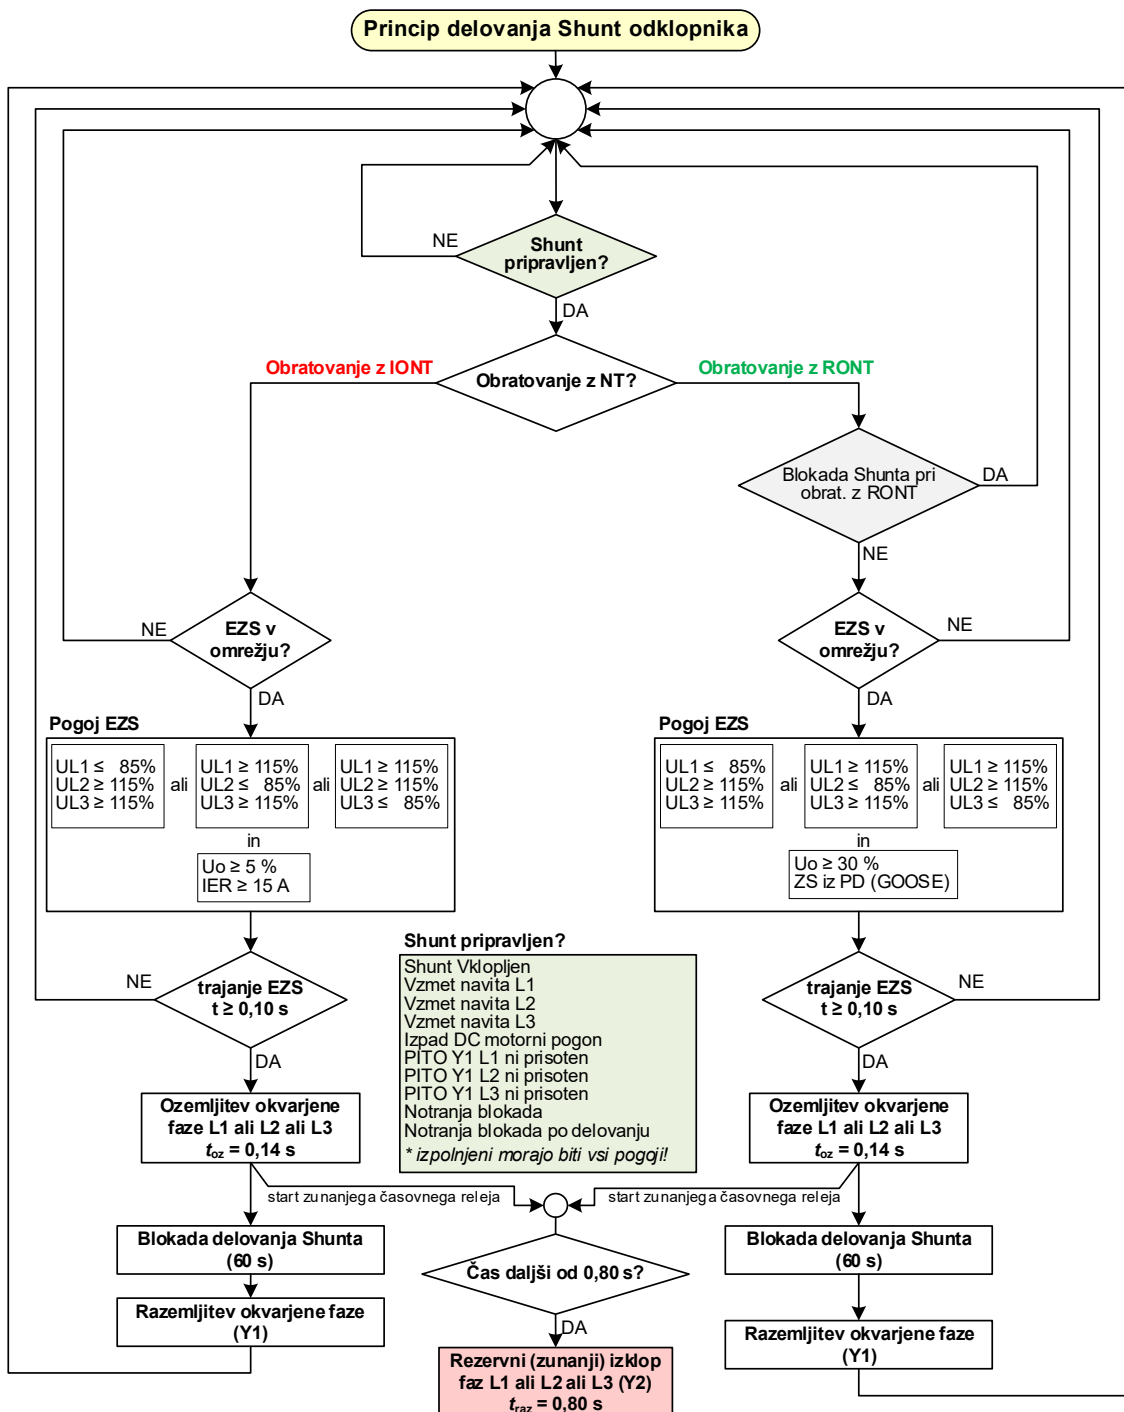 Princip delovanja Shunt odklopnika
NE
Shunt
pripravljen?
DA
Obratovanje z IONT
Obratovanje z NT?
Obratovanje z RONT
Blokada Shunta pri
obrat. z RONT
DA
NE
NE
EZS v
omrežju?
DA
EZS v
omrežju?
NE
DA
Pogoj EZS
UL1 ≤ 85%
UL2 ≥ 115%
UL3 ≥ 115%
ali
UL1 ≥ 115%
UL2 ≤ 85%
UL3 ≥ 115%
ali
UL1 ≥ 115%
UL2 ≥ 115%
UL3 ≤ 85%
in
Uo ≥ 5 %
IER ≥ 15 A
Pogoj EZS
UL1 ≤ 85%
UL2 ≥ 115%
UL3 ≥ 115%
ali
UL1 ≥ 115%
UL2 ≤ 85%
UL3 ≥ 115%
ali
UL1 ≥ 115%
UL2 ≥ 115%
UL3 ≤ 85%
in
Uo ≥ 30 %
ZS iz PD (GOOSE)
NE
trajanje EZS
t ≥ 0,10 s
DA
Shunt pripravljen?
Shunt Vklopljen
Vzmet navita L1
Vzmet navita L2
Vzmet navita L3
Izpad DC motorni pogon
PITO Y1 L1 ni prisoten
PITO Y1 L2 ni prisoten
PITO Y1 L3 ni prisoten
Notranja blokada
Notranja blokada po delovanju
* izpolnjeni morajo biti vsi pogoji!
trajanje EZS
t ≥ 0,10 s
NE
DA
Ozemljitev okvarjene
faze L1 ali L2 ali L3
toz = 0,14 s
Ozemljitev okvarjene
faze L1 ali L2 ali L3
toz = 0,14 s
start zunanjega časovnega releja
start zunanjega časovnega releja
Blokada delovanja Shunta
(60 s)
Čas daljši od 0,80 s?
Blokada delovanja Shunta
(60 s)
Razemljitev okvarjene faze
(Y1)
DA
Razemljitev okvarjene faze
(Y1)
Rezervni (zunanji) izklop
faz L1 ali L2 ali L3 (Y2)
traz = 0,80 s